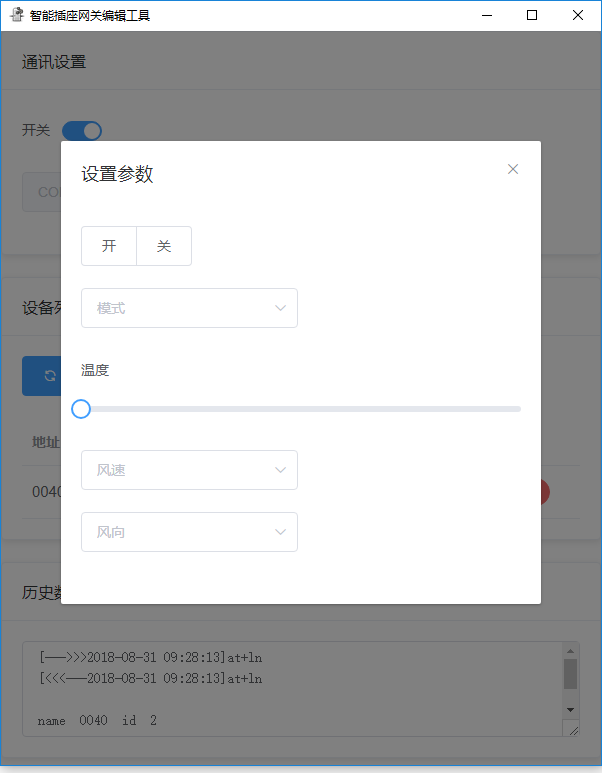 智能插座网关编辑工具
通讯设置
开关
CO
设置参数
开 关
模式
温度
风速
风向
设备
地址
0040
历史数
[———>>>2018-08-31 09:28:13]at+ln
[<<<———2018-08-31 09:28:13]at+ln
name 0040 id 2